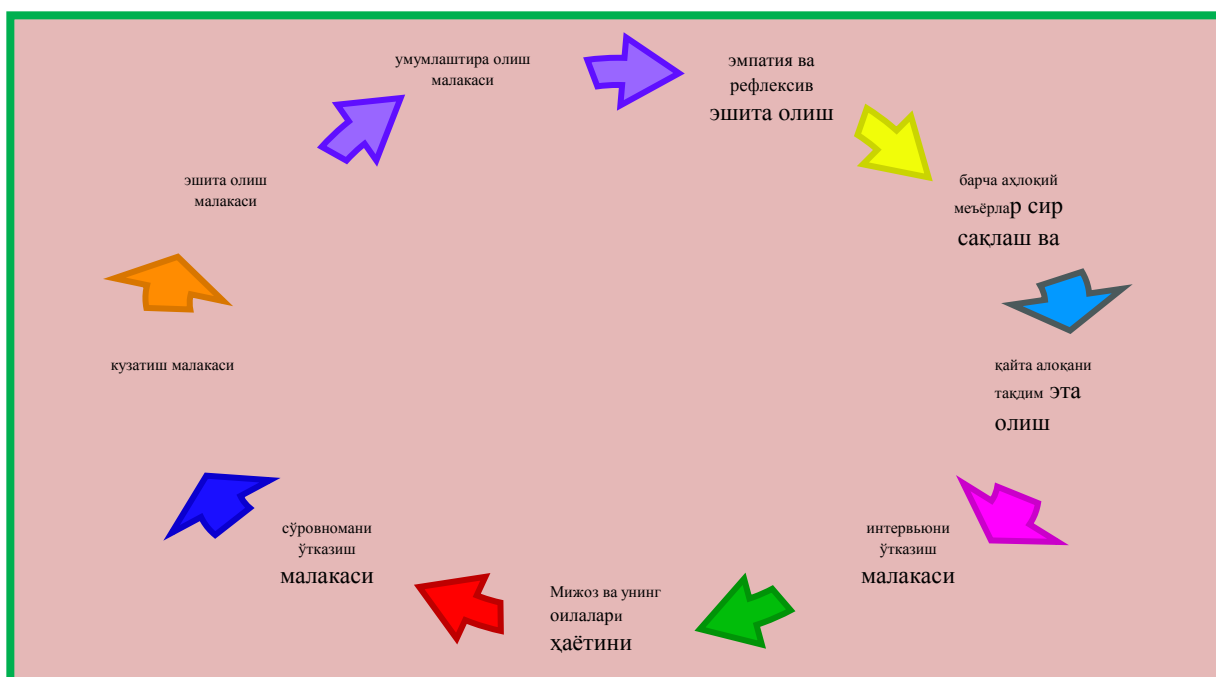 умумлаштира олиш
малакаси
эмпатия ва
рефлексив
эшита олиш
барча аҳлоқий
меъёрлар сир
сақлаш ва
қайта алоқани
тақдим эта
олиш
интервьюни
ўтказиш
малакаси
Мижоз ва унинг
оилалари
ҳаётини
сўровномани
ўтказиш
малакаси
кузатиш малакаси
эшита олиш
малакаси